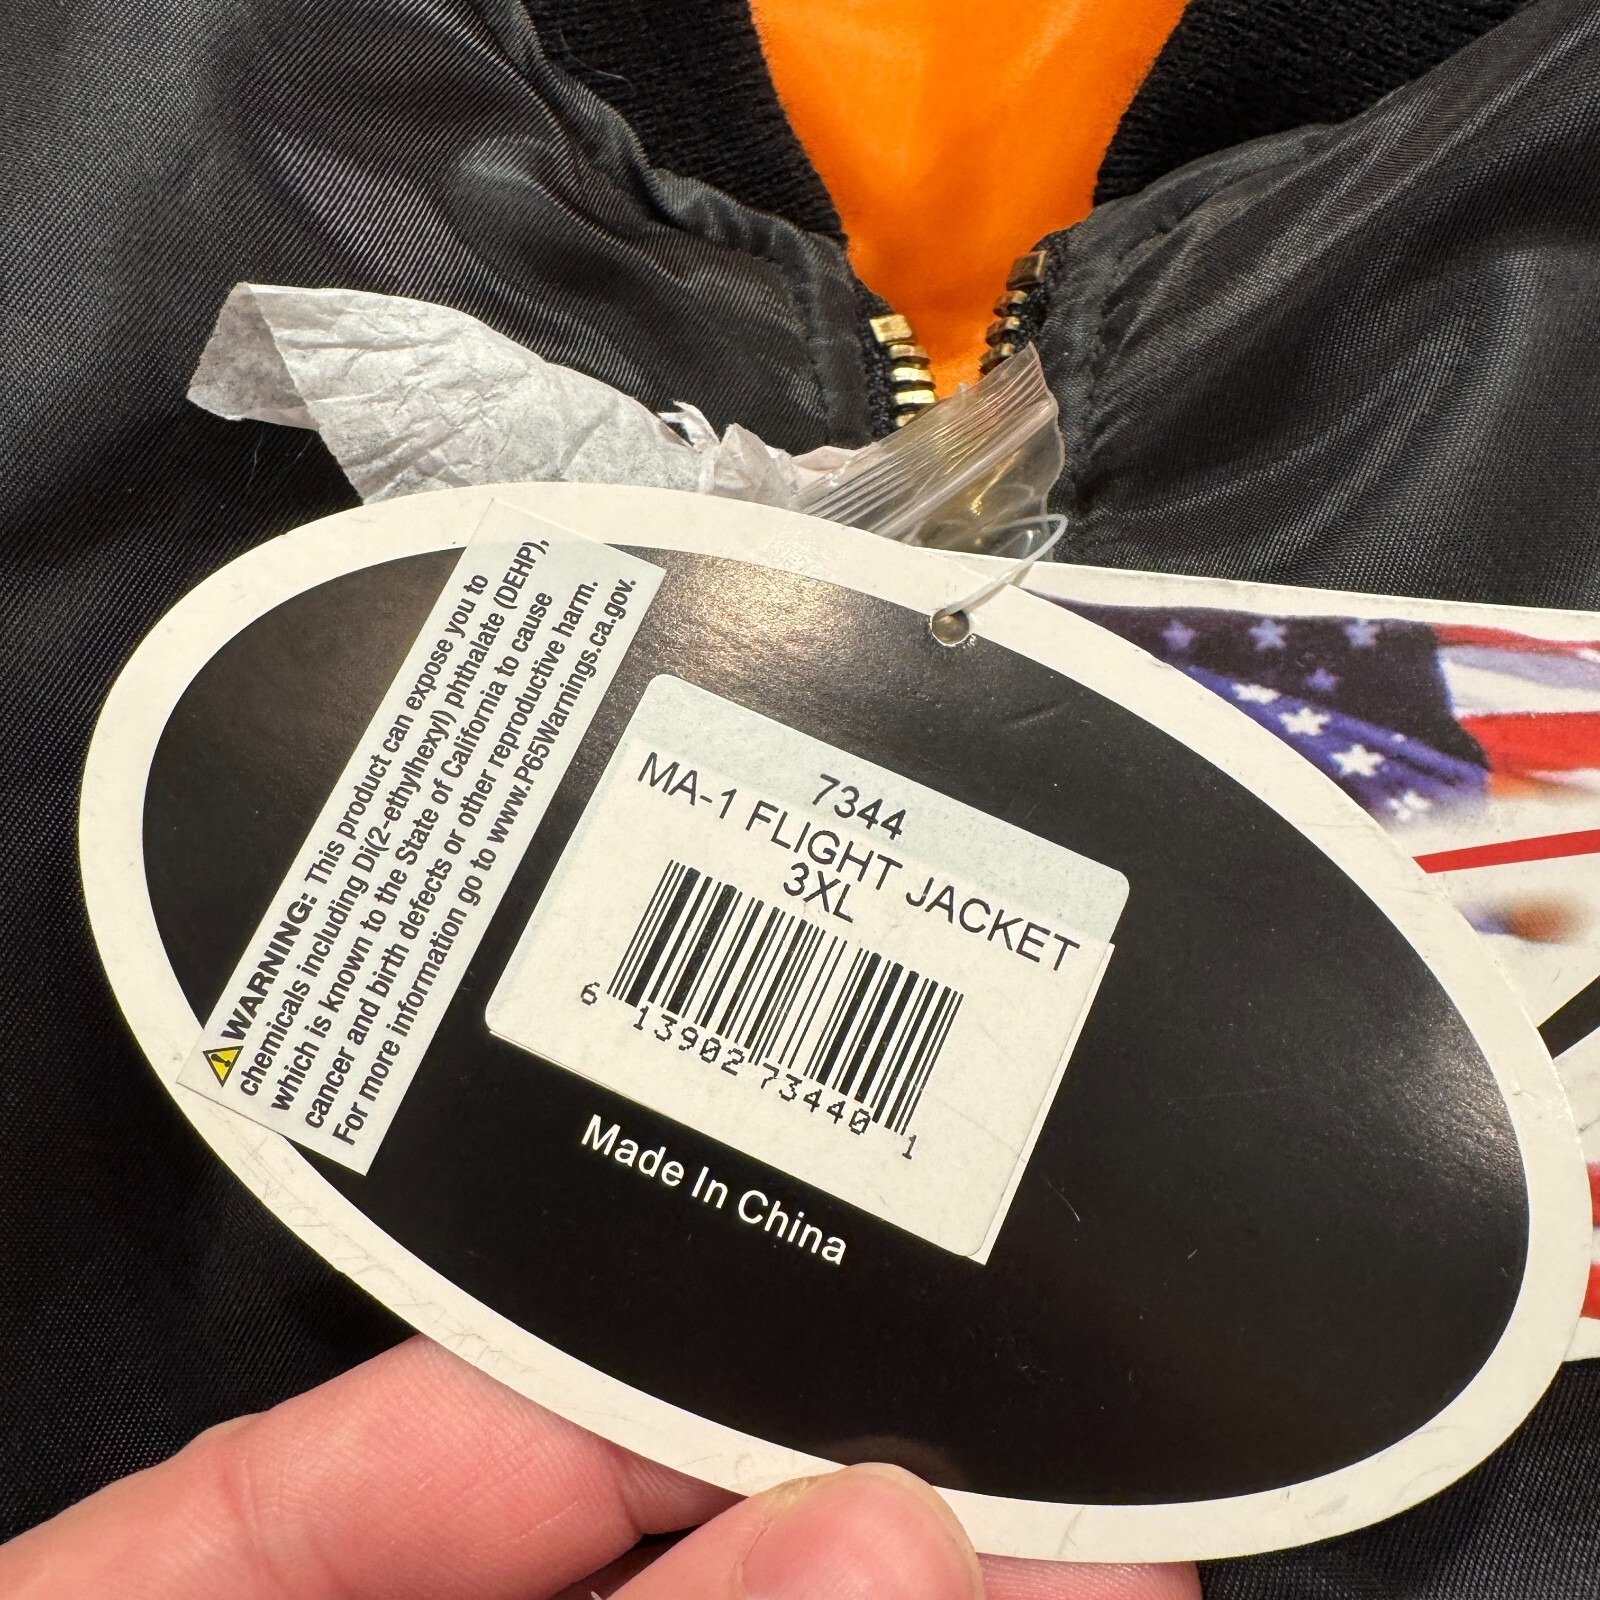 ⚠WARNING: This product can expose you to
chemicals including Di(2-ethylhexyl) phthalate (DEHP),
which is known to the State of California to cause
cancer and birth defects or other reproductive harm.
For more information go to www.P65Warnings.ca.gov.
7344
MA-1 FLIGHT JACKET
3XL
6 13902 73440 1
Made In China